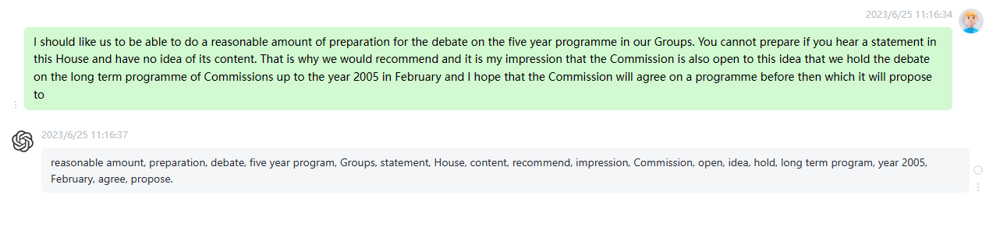 2023/6/25 11:16:34
I should like us to be able to do a reasonable amount of preparation for the debate on the five year programme in our Groups. You cannot prepare if you hear a statement in
this House and have no idea of its content. That is why we would recommend and it is my impression that the Commission is also open to this idea that we hold the debate
on the long term programme of Commissions up to the year 2005 in February and I hope that the Commission will agree on a programme before then which it will propose
to
2023/6/25 11:16:37
reasonable amount, preparation, debate, five year program, Groups, statement, House, content, recommend, impression, Commission, open, idea, hold, long term program, year 2005,
February, agree, propose.